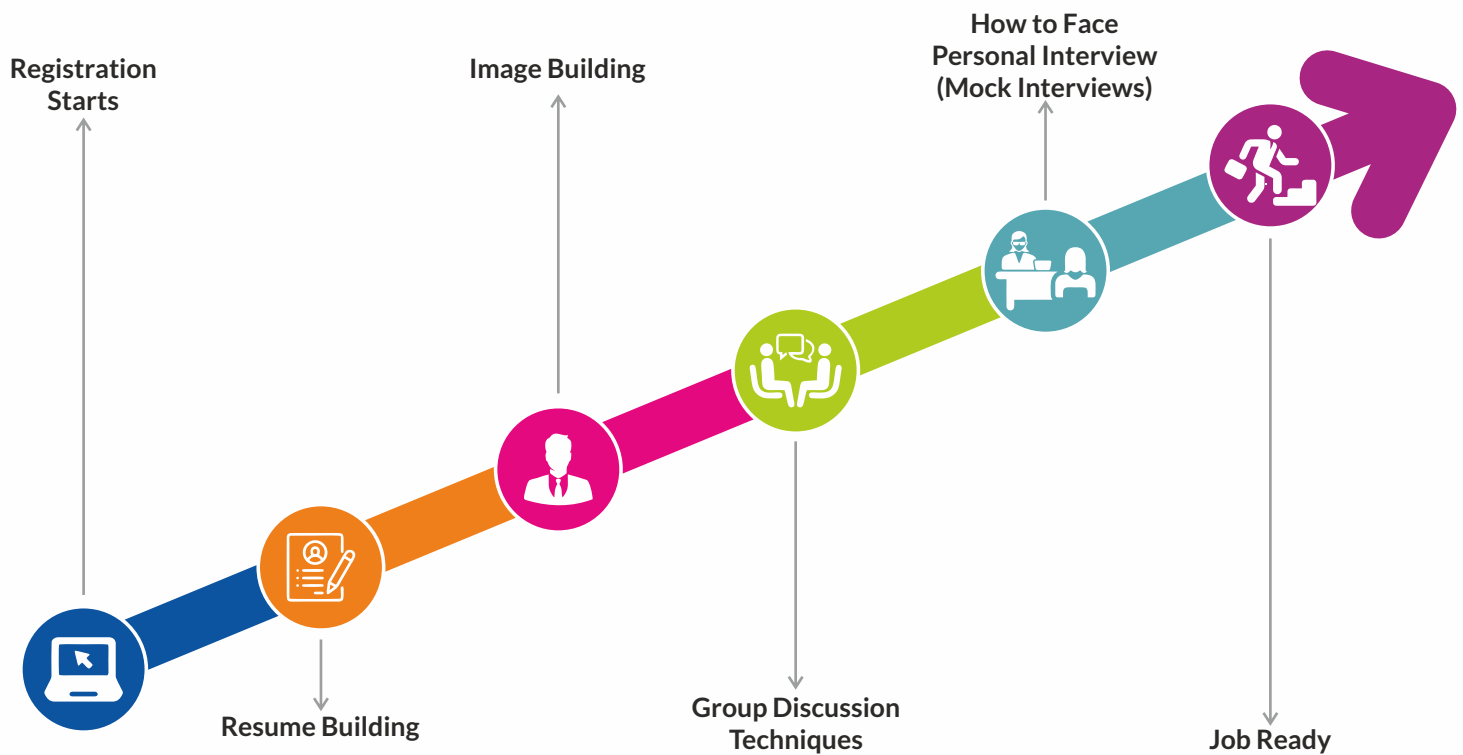 Registration
Starts
Resume Building
Image Building
Group Discussion
Techniques
How to Face
Personal Interview
(Mock Interviews)
Job Ready